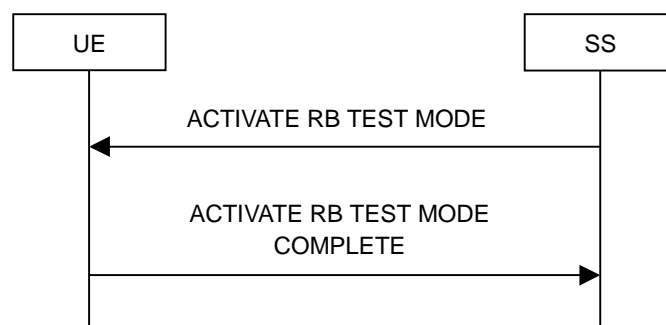 UE
SS
ACTIVATE RB TEST MODE
ACTIVATE RB TEST MODE
COMPLETE